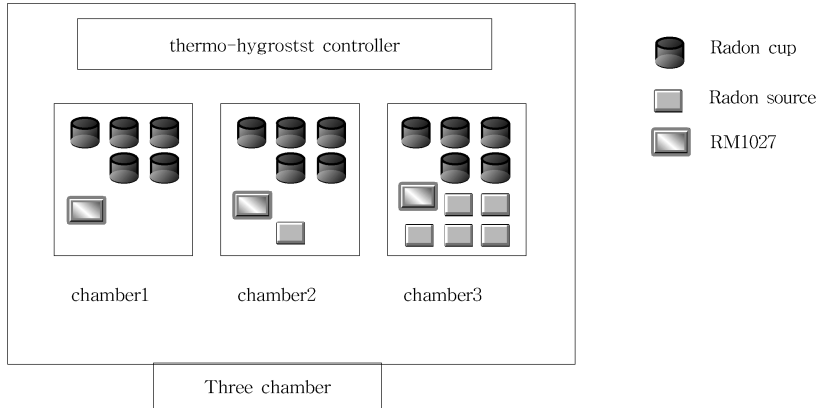 thermo-hygrostst controller
Radon cup
Radon source
RM1027
chamber1
chamber2
chamber3
Three chamber